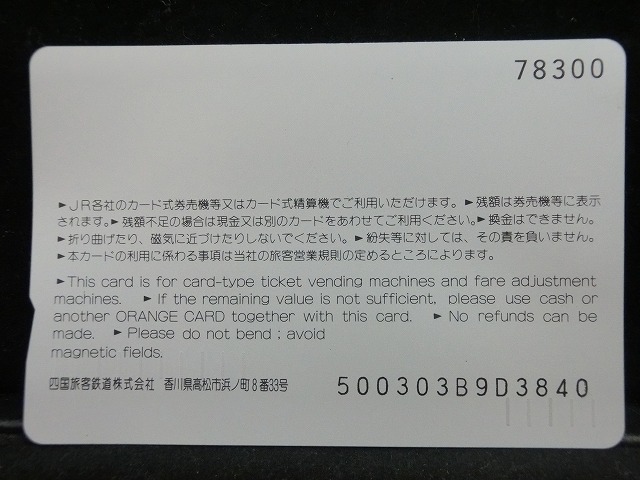 78300
►JR各社のカード式券売機等又はカード式精算機でご利用いただけます。►残額は券売機等に表示
されます。►残額不足の場合は現金又は別のカードをあわせてご利用ください。►換金はできません。
►折り曲げたり、磁気に近づけたりしないでください。►紛失等に対しては、その責を負いません。
►本カードの利用に係わる事項は当社の旅客営業規則の定めるところによります。
►This card is for card-type ticket vending machines and fare adjustment
machines. ►If the remaining value is not sufficient, please use cash or
another ORANGE CARD together with this card. ►No refunds can be
made. ►Please do not bend ; avoid
magnetic fields.
四国旅客鉄道株式会社 香川県高松市浜ノ町8番33号
500303B9D3840